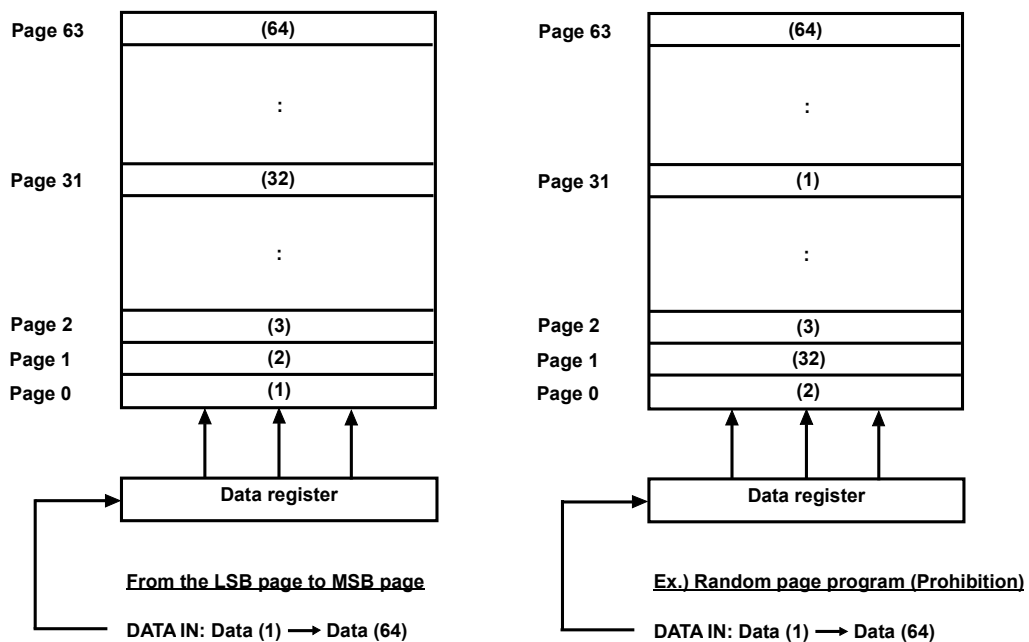 Page 63
(64)
:
Page 31
(32)
:
Page 2
(3)
Page 1
(2)
Page 0
(1)
Data register
From the LSB page to MSB page
DATA IN: Data (1) → Data (64)
Page 63
(64)
:
Page 31
(1)
:
Page 2
(3)
Page 1
(32)
Page 0
(2)
Data register
Ex.) Random page program (Prohibition)
DATA IN: Data (1) → Data (64)